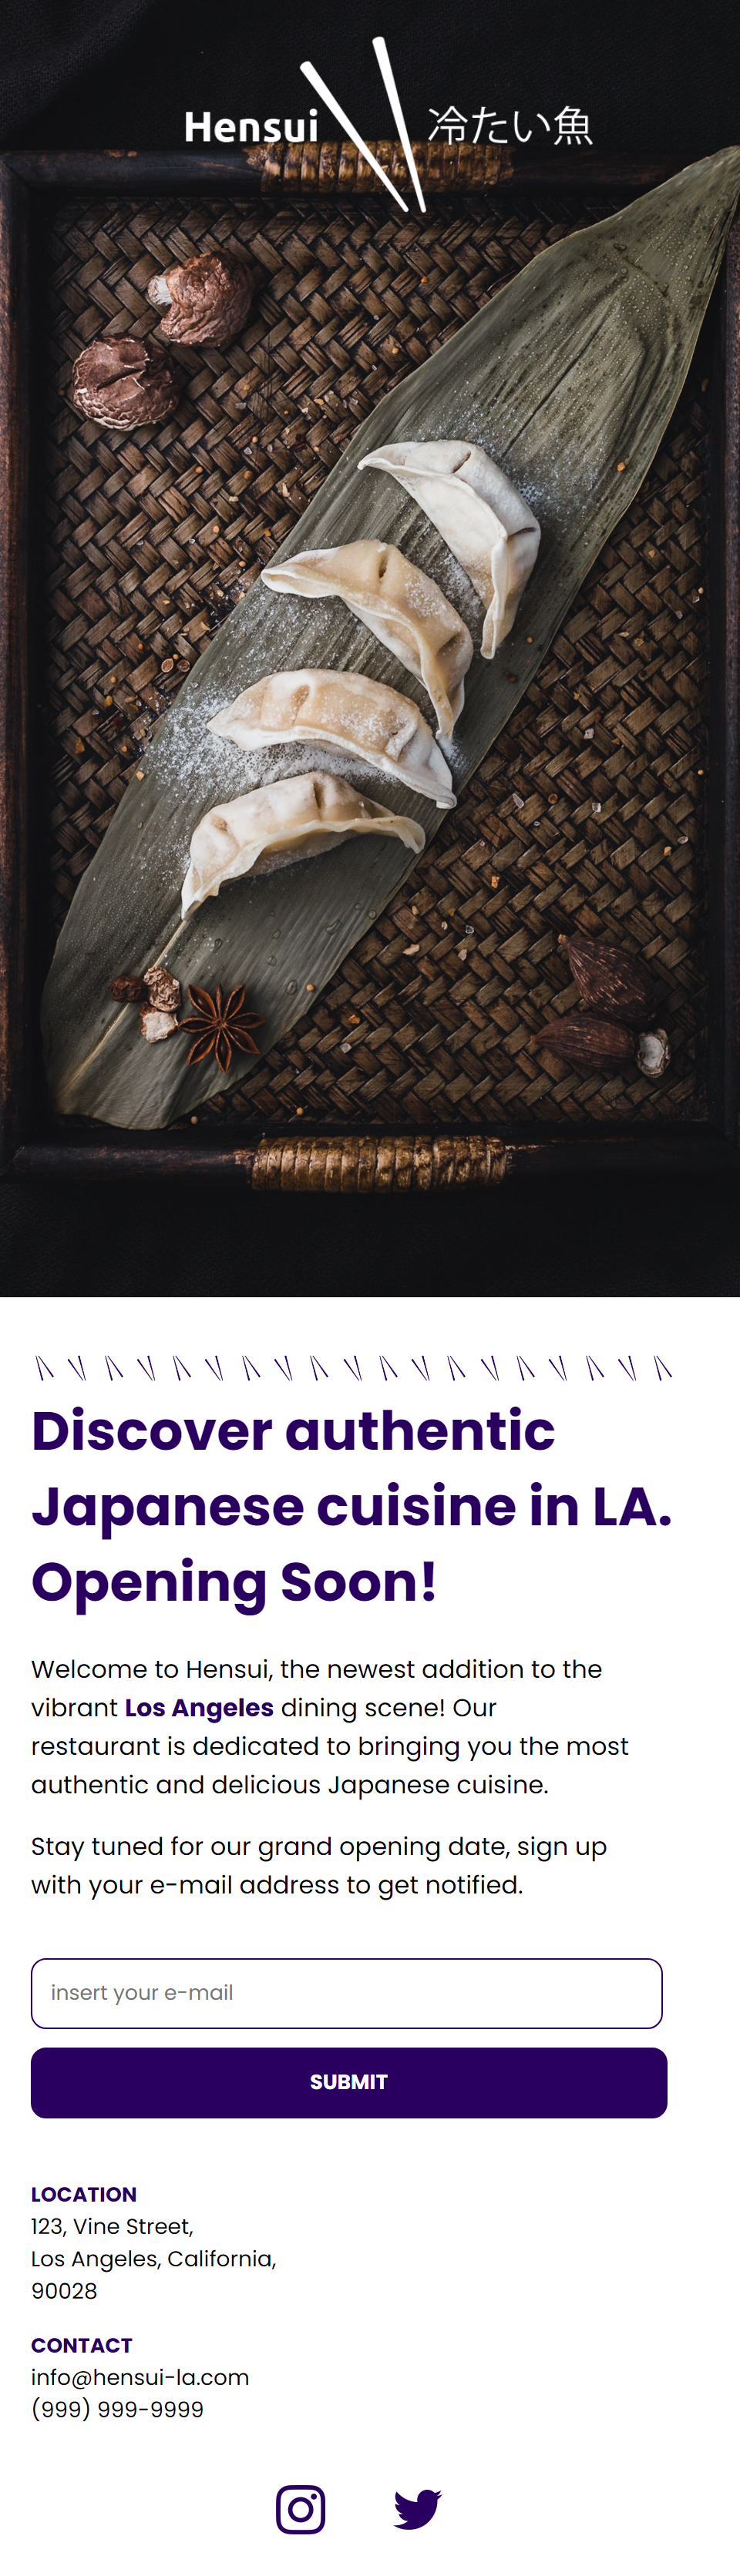 Hensui 冷たい魚
Discover authentic
Japanese cuisine in LA.
Opening Soon!
Welcome to Hensui, the newest addition to the
vibrant Los Angeles dining scene! Our
restaurant is dedicated to bringing you the most
authentic and delicious Japanese cuisine.
Stay tuned for our grand opening date, sign up
with your e-mail address to get notified.
insert your e-mail
SUBMIT
LOCATION
123, Vine Street,
Los Angeles, California,
90028
CONTACT
info@hensui-la.com
(999) 999-9999